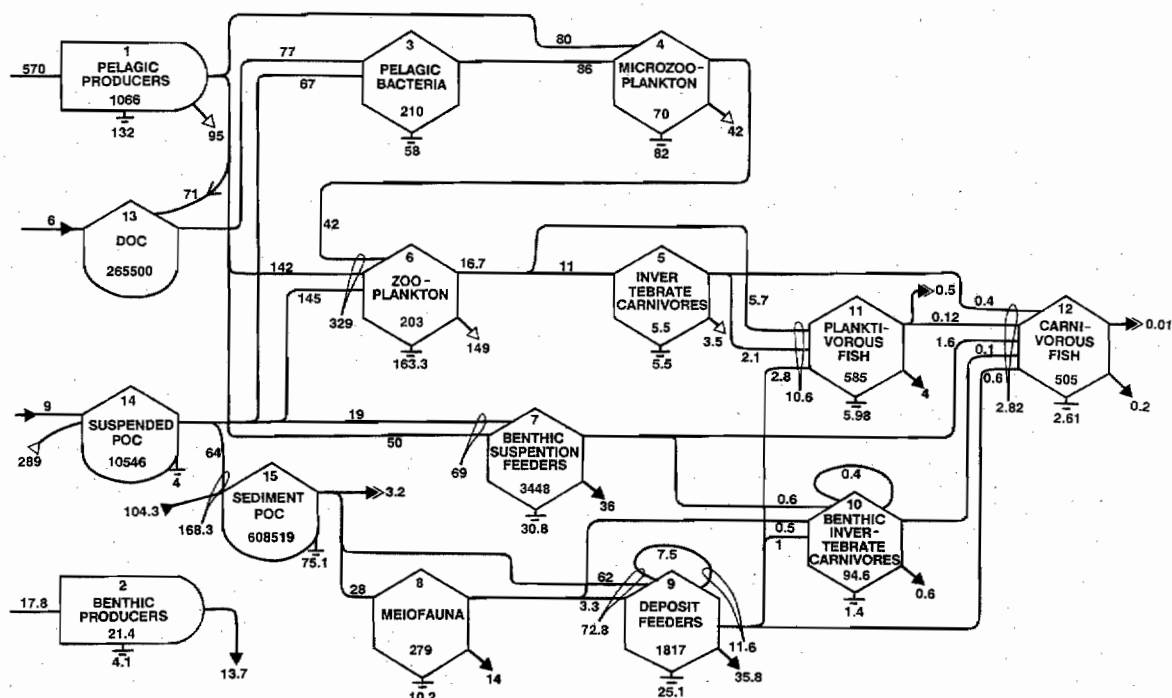 570
1
PELAGIC
PRODUCERS
1066
132
95
77
67
3
PELAGIC
BACTERIA
210
58
80
86
4
MICROZOO-
PLANKTON
70
82
42
71
6
13
DOC
265500
42
142
145
329
6
ZOO-
PLANKTON
203
163.3
16.7
149
11
5
INVER
TEBRATE
CARNIVORES
5.5
5.5
3.5
5.7
2.1
2.8
10.6
11
PLANKTI-
VOROUS
FISH
585
5.98
0.5
4
0.4
0.12
1.6
0.1
0.6
2.82
12
CARNI-
VOROUS
FISH
505
2.61
0.01
0.2
9
289
14
SUSPENDED
POC
10546
4
64
19
50
69
7
BENTHIC
SUSPENTION
FEEDERS
3448
30.8
36
104.3
168.3
15
SEDIMENT
POC
608519
75.1
3.2
0.6
0.5
1
0.4
10
BENTHIC
INVER-
TEBRATE
CARNIVORES
94.6
1.4
0.6
17.8
2
BENTHIC
PRODUCERS
21.4
4.1
13.7
28
8
MEIOFAUNA
279
10.2
14
62
3.3
72.8
7.5
9
DEPOSIT
FEEDERS
1817
25.1
11.6
35.8